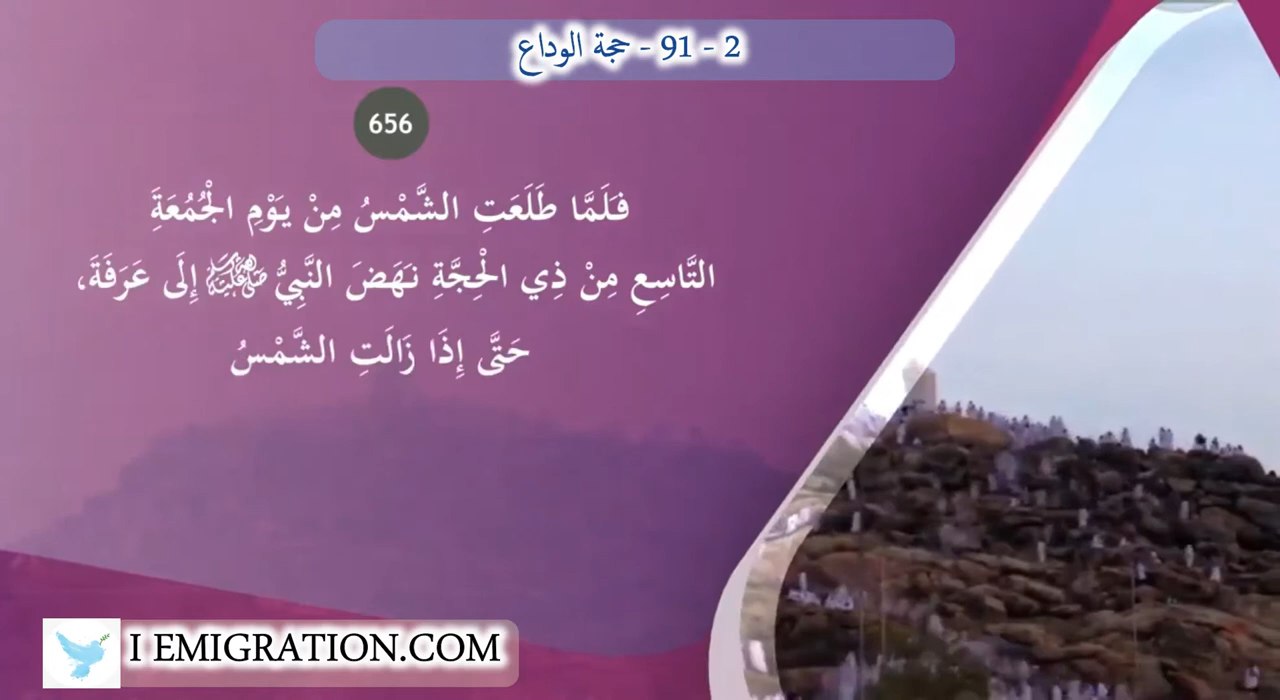 2 - 91 - حجة الوداع
656
فَلَمَّا طَلَعَتِ الشَّمْسُ مِنْ يَوْمِ الْجُمُعَةِ
التَّاسِعِ مِنْ ذِي الْحِجَّةِ نَهَضَ النَّبِيُّ ﷺ إِلَى عَرَفَةَ،
حَتَّى إِذَا زَالَتِ الشَّمْسُ
I EMIGRATION.COM